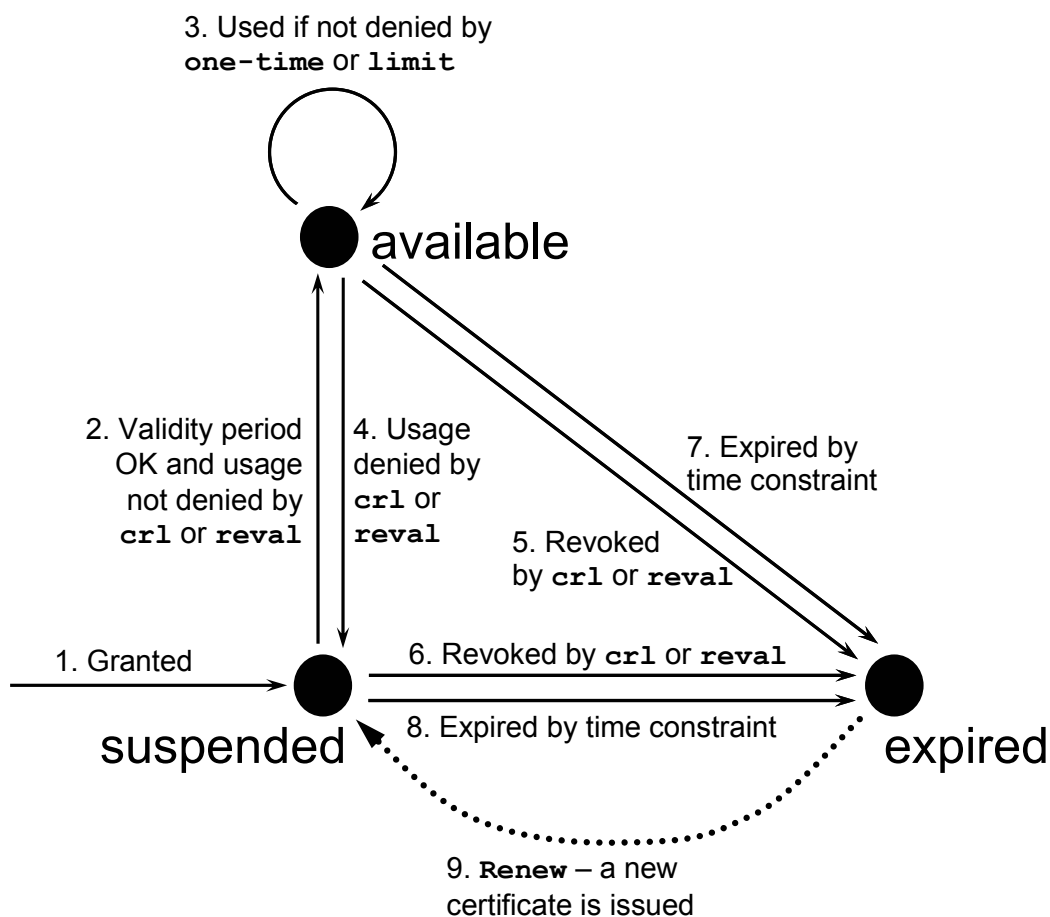 3. Used if not denied by
one-time or limit
available
2. Validity period
OK and usage
not denied by
crl or reval
4. Usage
denied by
crl or
reval
7. Expired by
time constraint
5. Revoked
by crl or reval
1. Granted
6. Revoked by crl or reval
8. Expired by time constraint
suspended
expired
9. Renew – a new
certificate is issued